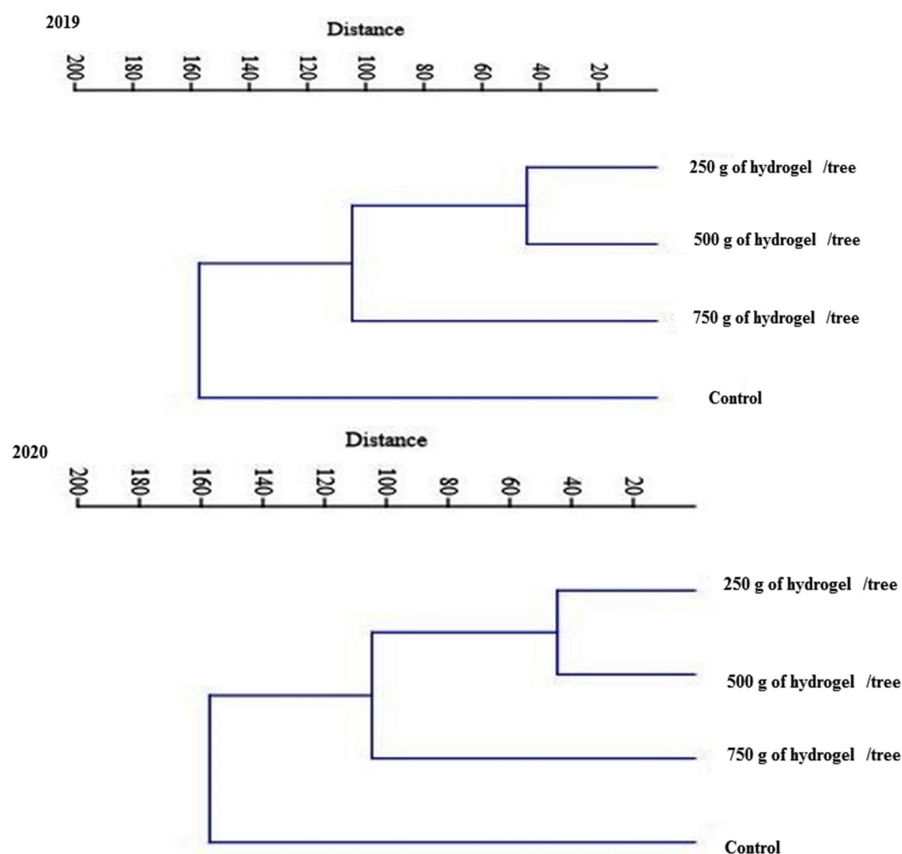 2019
Distance
200 180 160 140 120 100 80 60 40 20
250 g of hydrogel /tree
500 g of hydrogel /tree
750 g of hydrogel /tree
Control
Distance
2020
200 180 160 140 120 100 80 60 40 20
250 g of hydrogel /tree
500 g of hydrogel /tree
750 g of hydrogel /tree
Control